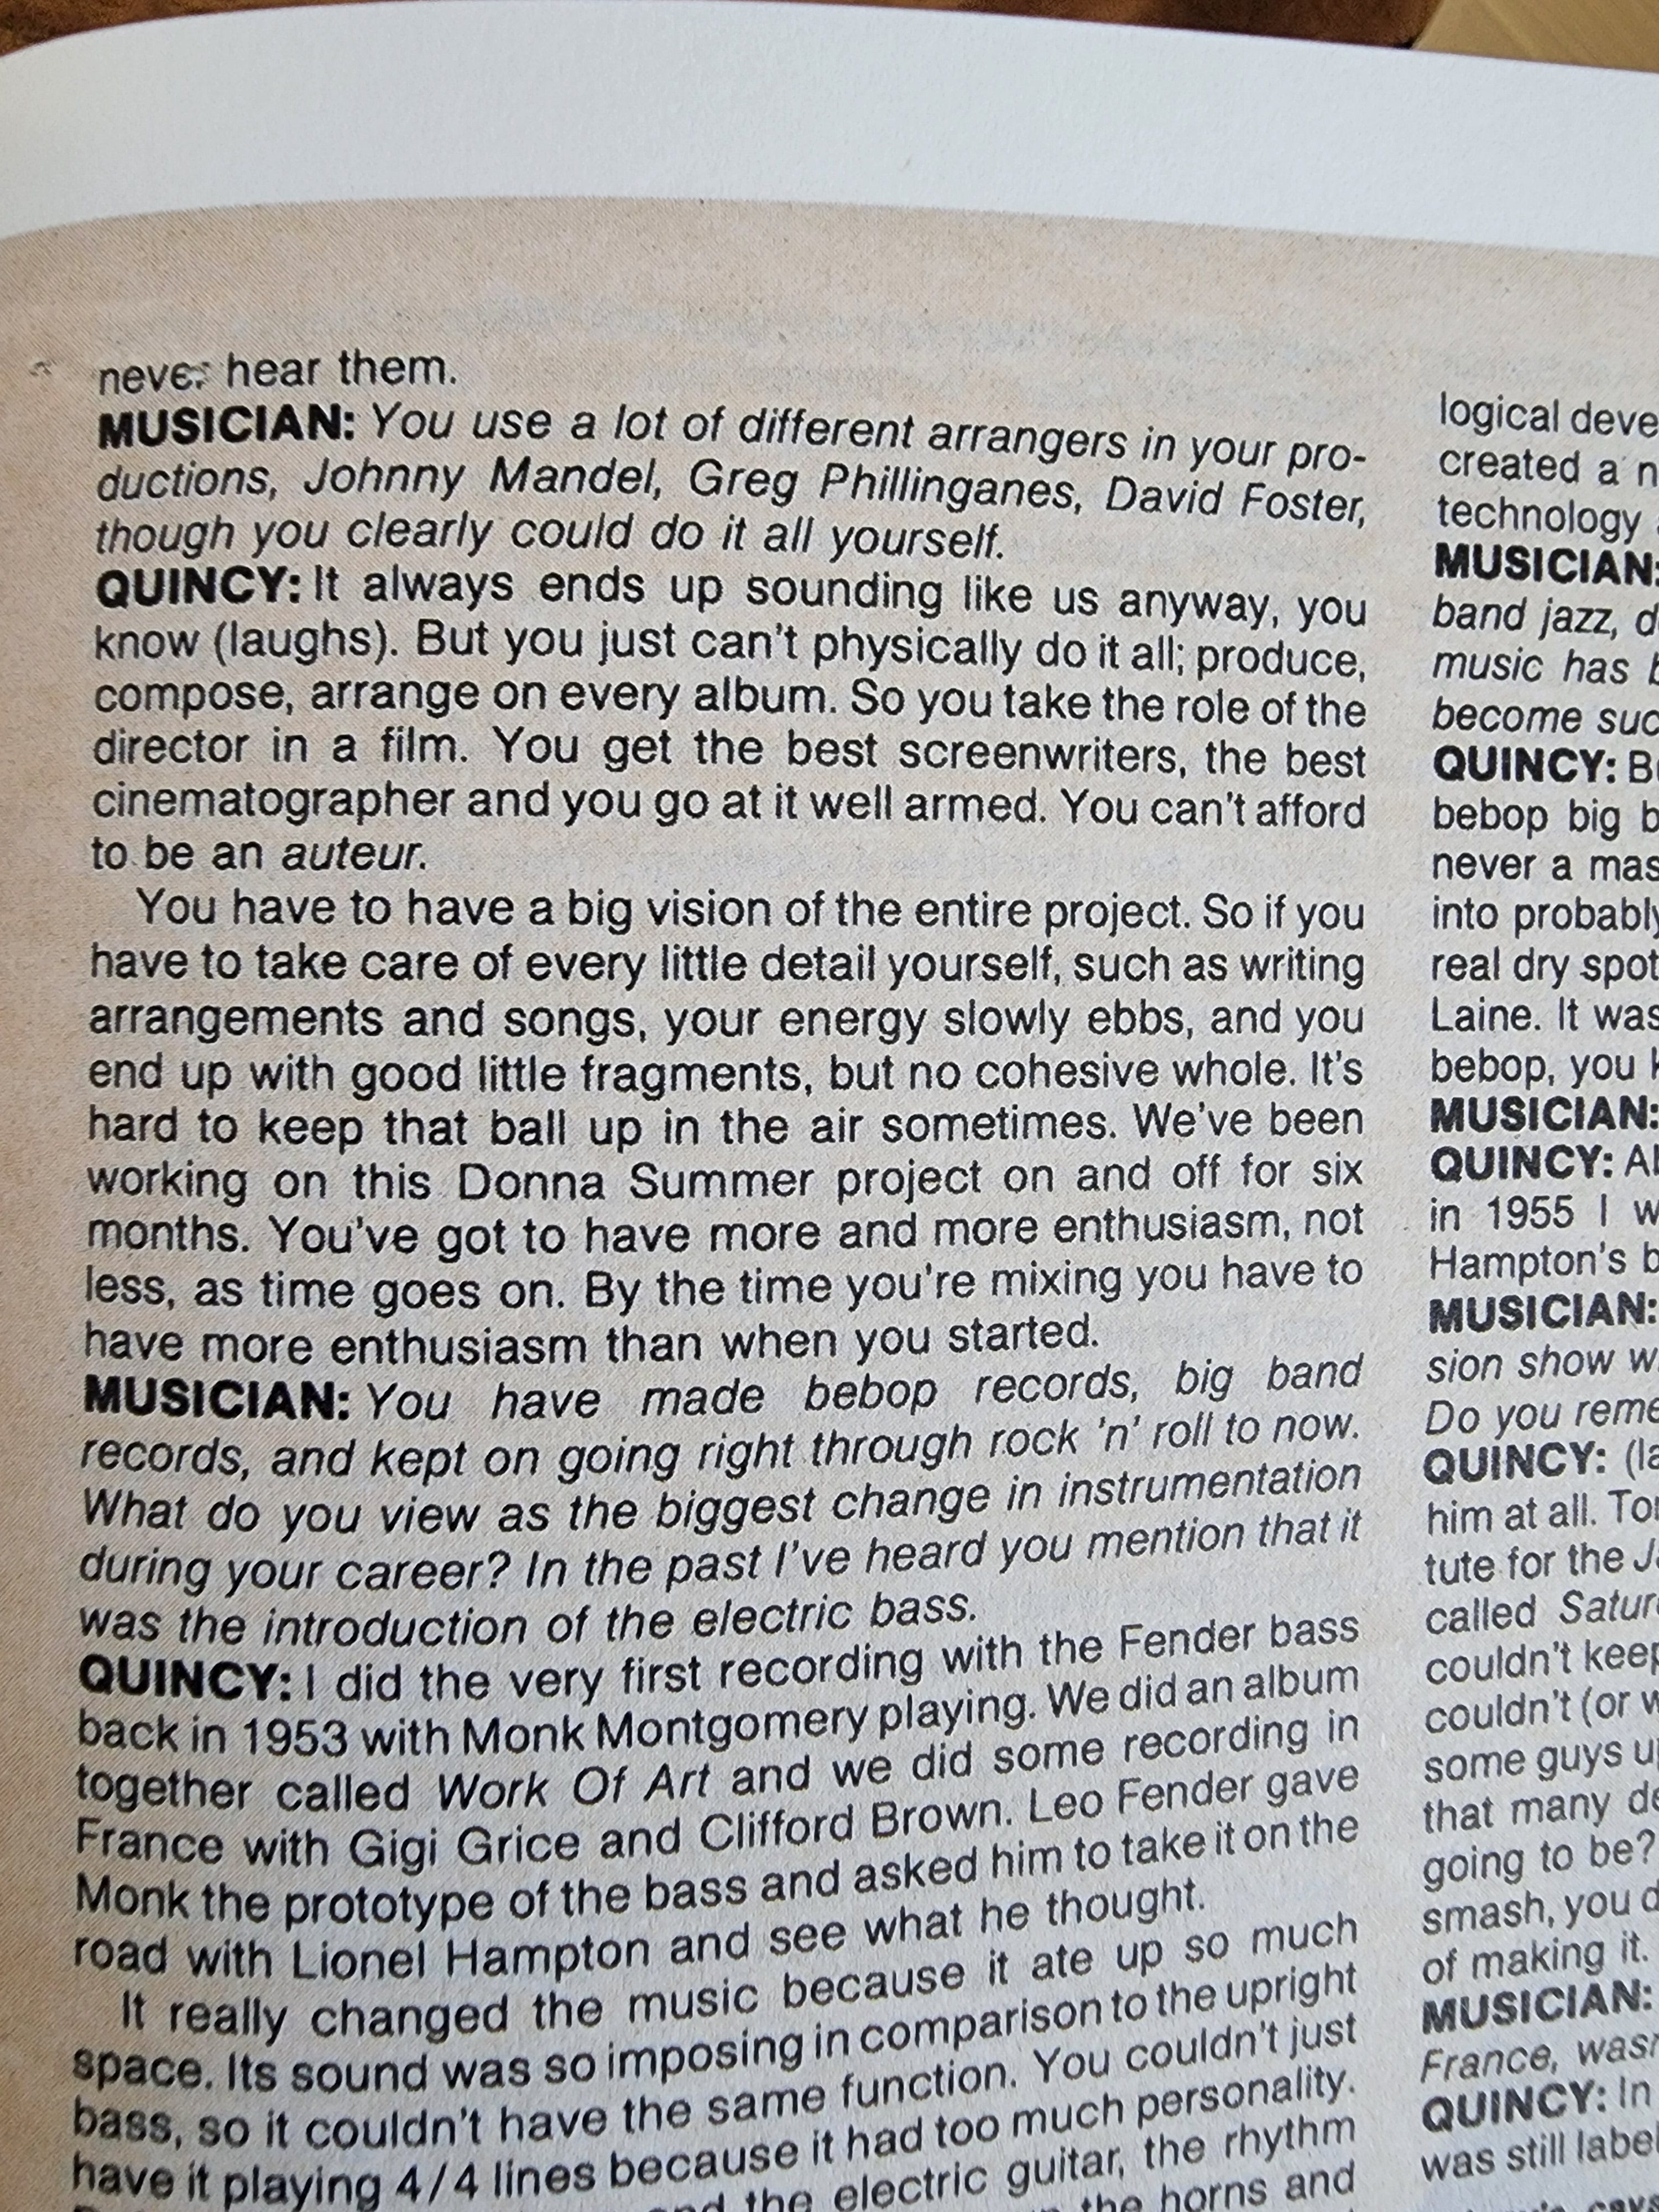 never hear them.
MUSICIAN: You use a lot of different arrangers in your pro-
ductions, Johnny Mandel, Greg Phillinganes, David Foster,
though you clearly could do it all yourself.
QUINCY: It always ends up sounding like us anyway, you
know (laughs). But you just can't physically do it all; produce,
compose, arrange on every album. So you take the role of the
director in a film. You get the best screenwriters, the best
cinematographer and you go at it well armed. You can't afford
to be an auteur.
You have to have a big vision of the entire project. So if you
have to take care of every little detail yourself, such as writing
arrangements and songs, your energy slowly ebbs, and you
end up with good little fragments, but no cohesive whole. It's
hard to keep that ball up in the air sometimes. We've been
working on this Donna Summer project on and off for six
months. You've got to have more and more enthusiasm, not
less, as time goes on. By the time you're mixing you have to
have more enthusiasm than when you started.
MUSICIAN: You have made bebop records, big band
records, and kept on going right through rock 'n' roll to now.
What do you view as the biggest change in instrumentation
during your career? In the past I've heard you mention that it
was the introduction of the electric bass.
QUINCY: I did the very first recording with the Fender bass
back in 1953 with Monk Montgomery playing. We did an album
together called Work Of Art and we did some recording in
France with Gigi Grice and Clifford Brown. Leo Fender gave
Monk the prototype of the bass and asked him to take it on the
road with Lionel Hampton and see what he thought.
It really changed the music because it ate up so much
space. Its sound was so imposing in comparison to the upright
bass, so it couldn't have the same function. You couldn't just
have it playing 4/4 lines because it had too much personality.
the electric guitar, the rhythm
the horns and
logical
created a
technology
MUSICIAN:
band jazz,
music has
become
QUINCY:
bebop big
never a
into probably
real dry spot
Laine. It was
bebop, you
MUSICIAN:
QUINCY:
in 1955 I
Hampton's
MUSICIAN:
sion show
Do you
QUINCY:
him at all.
tute for the
called
couldn't keep
couldn't (or
some guys
that many
going to be?
smash, you
of making it.
MUSICIAN:
France,
QUINCY: In
was still